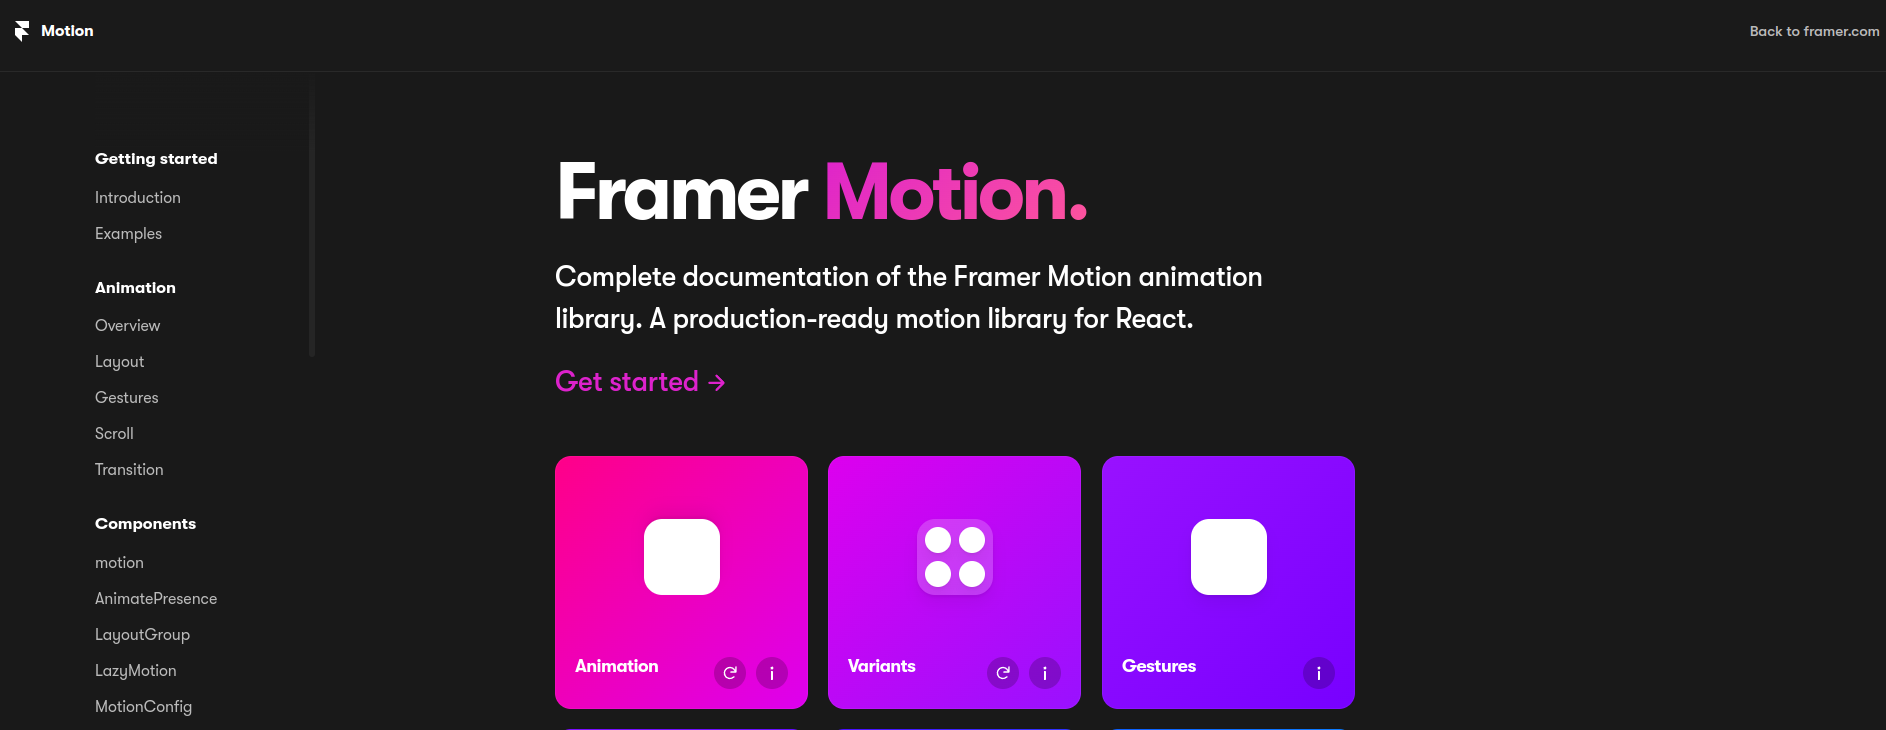 Motion
Back to framer.com
Getting started
Introduction
Examples
Animation
Overview
Layout
Gestures
Scroll
Transition
Components
motion
AnimatePresence
LayoutGroup
LazyMotion
MotionConfig
Framer Motion.
Complete documentation of the Framer Motion animation
library. A production-ready motion library for React.
Get started →
Animation
Variants
Gestures